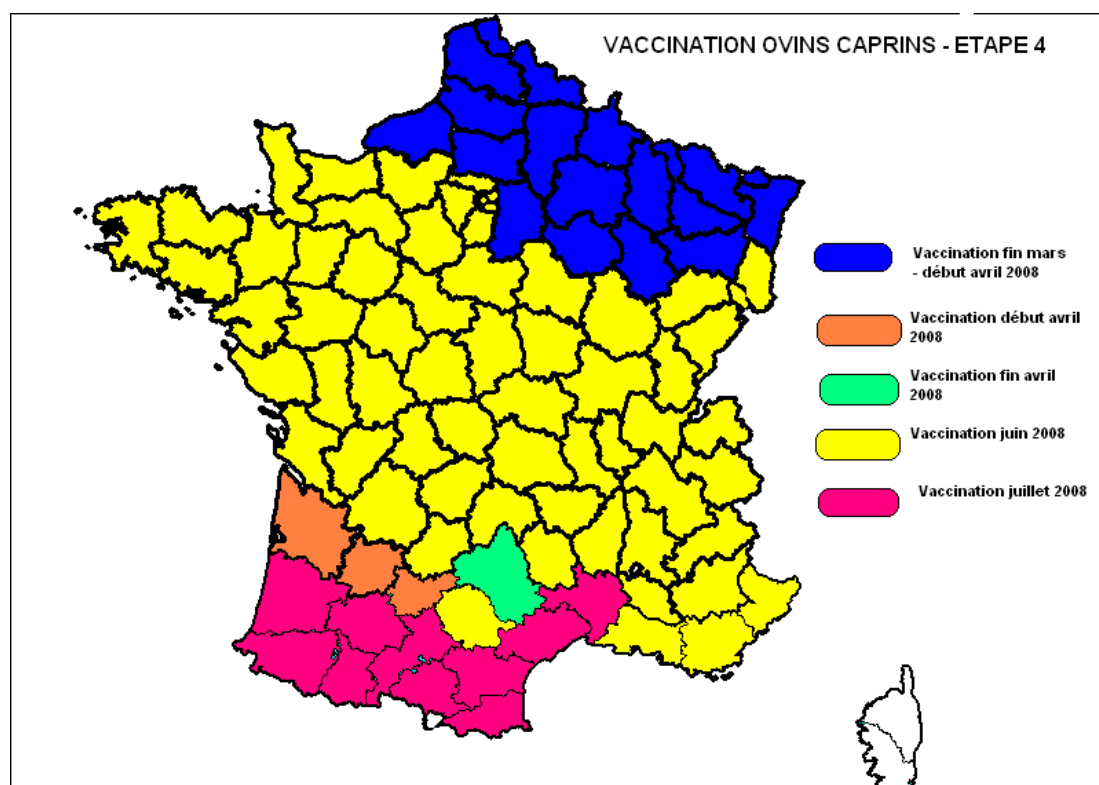 VACCINATION OVINS CAPRINS - ETAPE 4
Vaccination fin mars
- début avril 2008
Vaccination début avril
2008
Vaccination fin avril
2008
Vaccination juin 2008
Vaccination juillet 2008